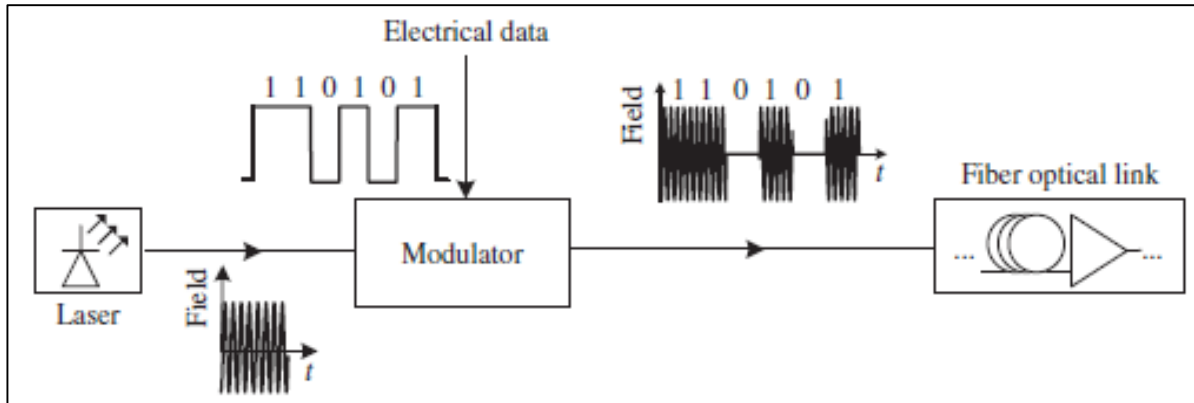 Electrical data
1 1 0 1 0 1
Field
1 1 0 1 0 1
t
Fiber optical link
Modulator
... ...
Laser
Field
t